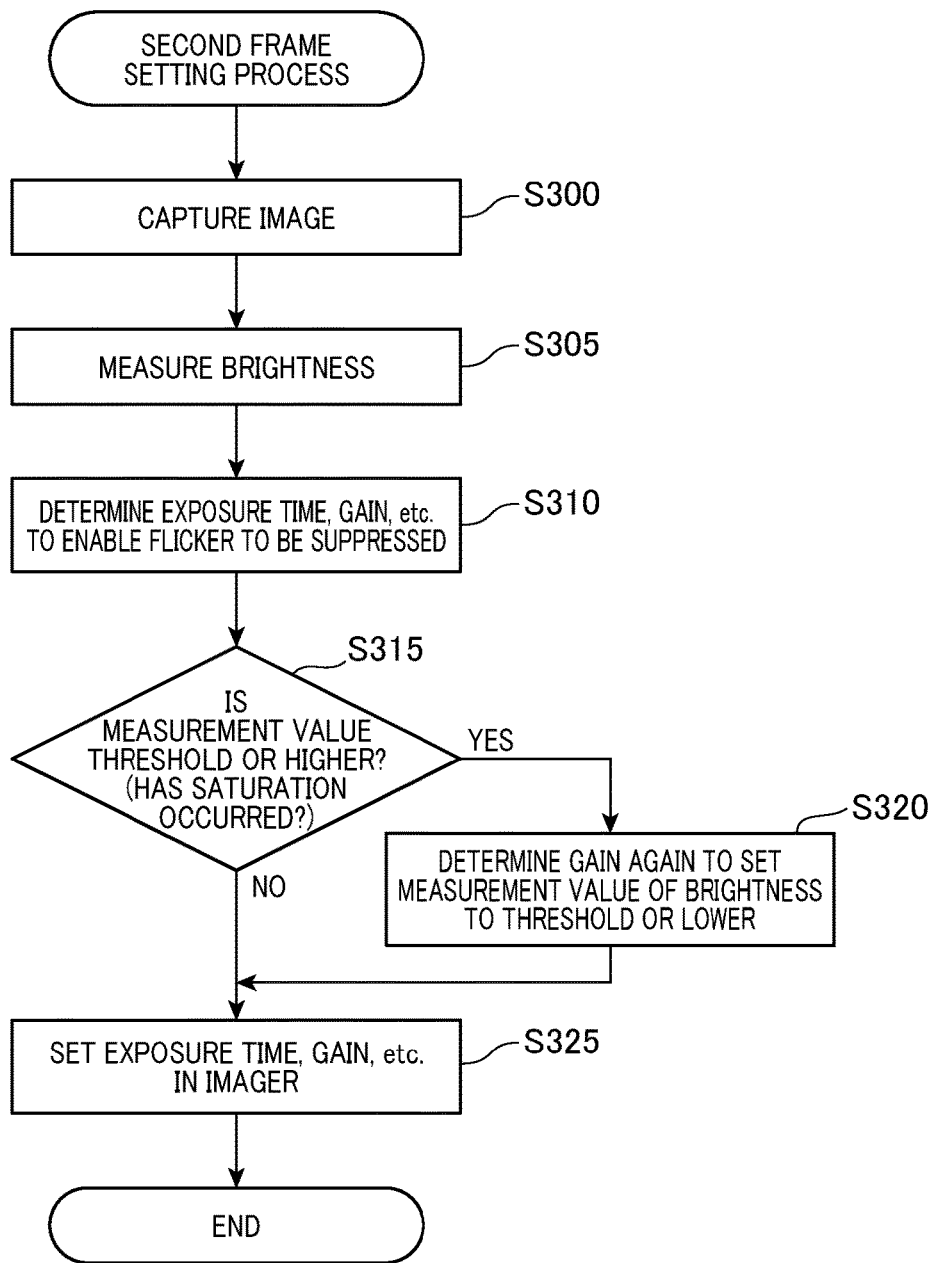 SECOND FRAME
SETTING PROCESS
CAPTURE IMAGE
S300
MEASURE BRIGHTNESS
S305
DETERMINE EXPOSURE TIME, GAIN, etc.
TO ENABLE FLICKER TO BE SUPPRESSED
S310
S315
IS
MEASUREMENT VALUE
THRESHOLD OR HIGHER?
(HAS SATURATION
OCCURRED?)
YES
NO
S320
DETERMINE GAIN AGAIN TO SET
MEASUREMENT VALUE OF BRIGHTNESS
TO THRESHOLD OR LOWER
SET EXPOSURE TIME, GAIN, etc.
IN IMAGER
S325
END